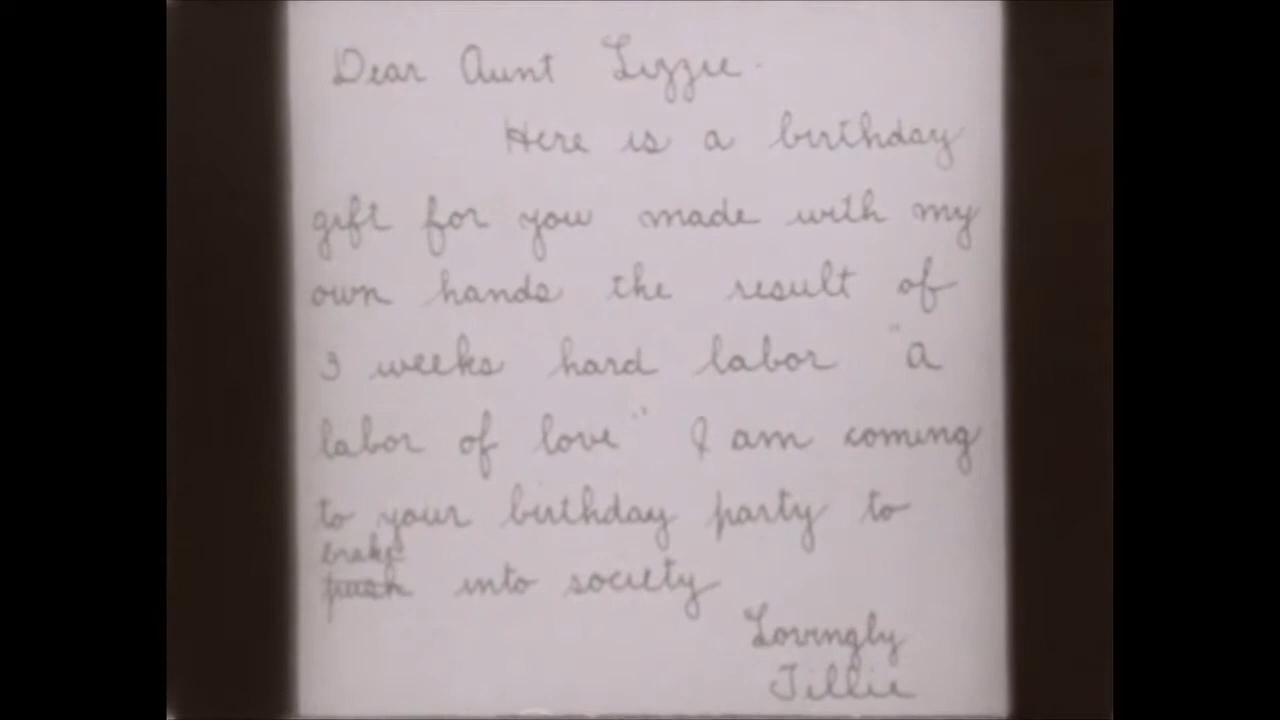 Dear Aunt Lizzie.
Here is a birthday
gift for you made with my
own hands the result of
3 weeks hard labor "a
labor of love" I am coming
to your birthday party to
brake
push into society
Lovingly
Tillie